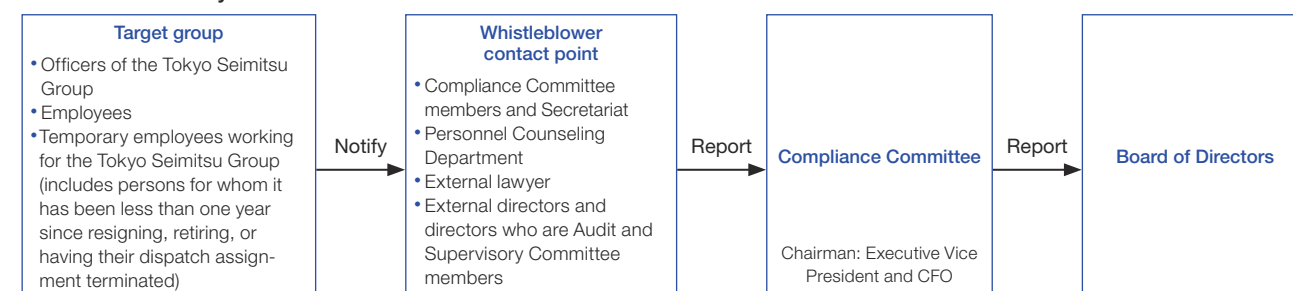 Target group
• Officers of the Tokyo Seimitsu
Group
• Employees
• Temporary employees working
for the Tokyo Seimitsu Group
(includes persons for whom it
has been less than one year
since resigning, retiring, or
having their dispatch assign-
ment terminated)
Notify
Whistleblower
contact point
• Compliance Committee
members and Secretariat
• Personnel Counseling
Department
• External lawyer
• External directors and
directors who are Audit and
Supervisory Committee
members
Report
Compliance Committee
Chairman: Executive Vice
President and CFO
Report
Board of Directors